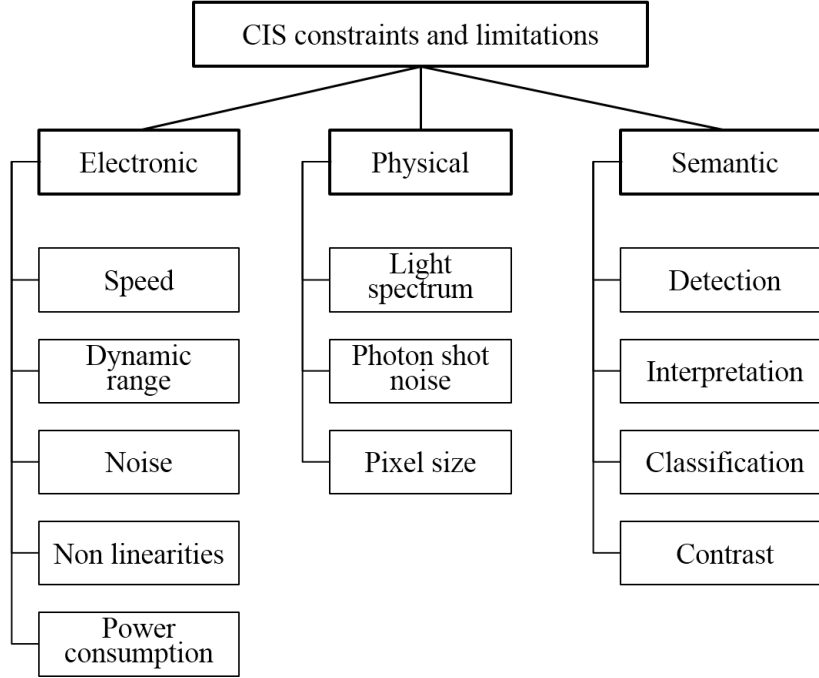 CIS constraints and limitations
Electronic
Speed
Dynamic
range
Noise
Non linearities
Power
consumption
Physical
Light
spectrum
Photon shot
noise
Pixel size
Semantic
Detection
Interpretation
Classification
Contrast